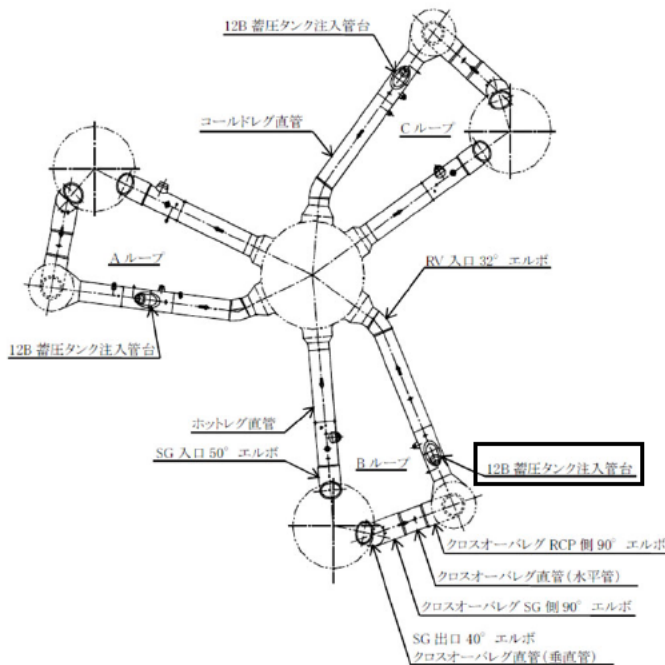 12B 蓄圧タンク注入管台
コールドレグ直管
C ループ
RV 入口 32° エルボ
A ループ
12B 蓄圧タンク注入管台
ホットレグ直管
SG 入口 50° エルボ
B ループ
12B 蓄圧タンク注入管台
クロスオーバレグ RCP 側 90° エルボ
クロスオーバレグ直管(水平管)
クロスオーバレグ SG 側 90° エルボ
SG 出口 40° エルボ
クロスオーバレグ直管(垂直管)